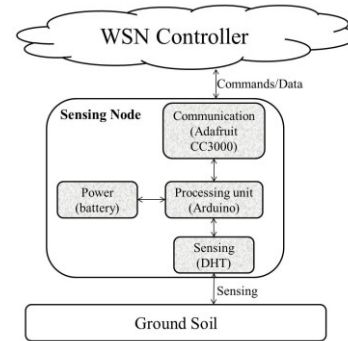 WSN Controller
Commands/Data
Sensing Node
Communication
(Adafruit
CC3000)
Power
(battery)
Processing unit
(Arduino)
Sensing
(DHT)
Sensing
Ground Soil